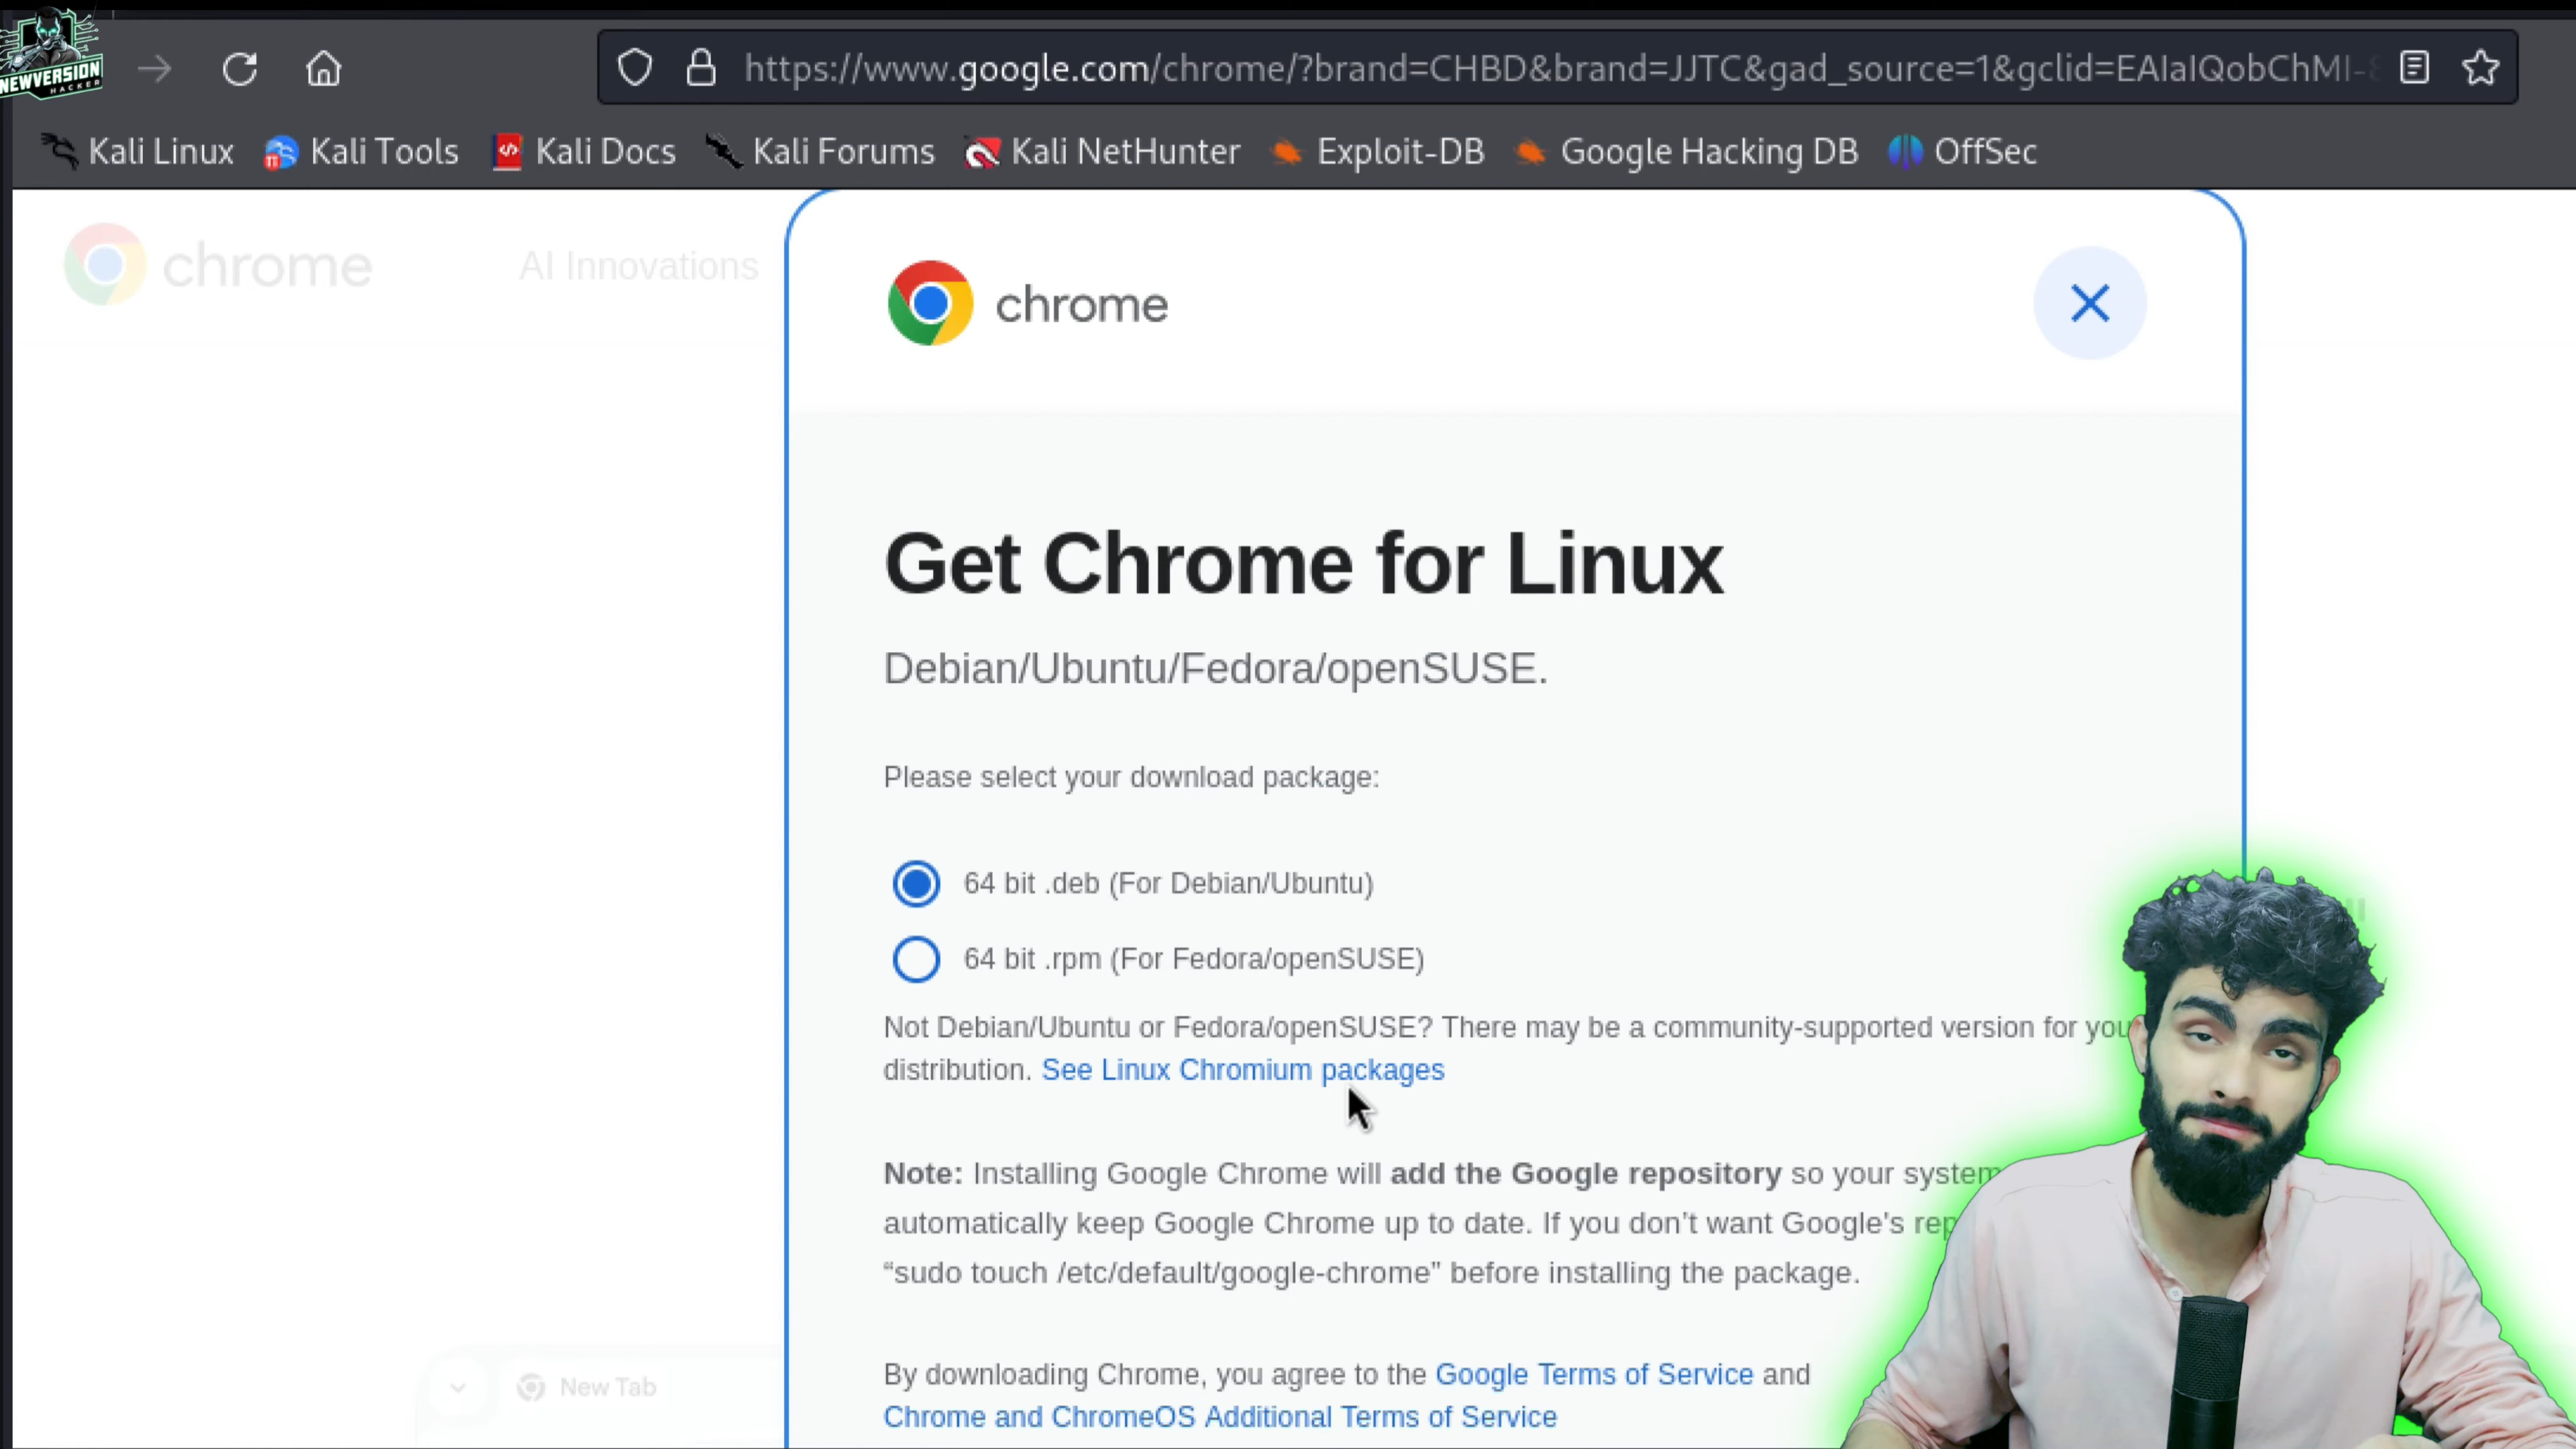 NEWVERSION
HACKER
https://www.google.com/chrome/?brand=CHBD&brand=JJTC&gad_source=1&gclid=EAIaIQobChMI-
Kali Linux Kali Tools Kali Docs Kali Forums Kali NetHunter Exploit-DB Google Hacking DB OffSec
chrome AI Innovations
chrome
Get Chrome for Linux
Debian/Ubuntu/Fedora/openSUSE.
Please select your download package:
64 bit .deb (For Debian/Ubuntu)
64 bit .rpm (For Fedora/openSUSE)
Not Debian/Ubuntu or Fedora/openSUSE? There may be a community-supported version for you
distribution. See Linux Chromium packages
Note: Installing Google Chrome will add the Google repository so your system
automatically keep Google Chrome up to date. If you don’t want Google's rep
“sudo touch /etc/default/google-chrome” before installing the package.
New Tab
By downloading Chrome, you agree to the Google Terms of Service and
Chrome and ChromeOS Additional Terms of Service